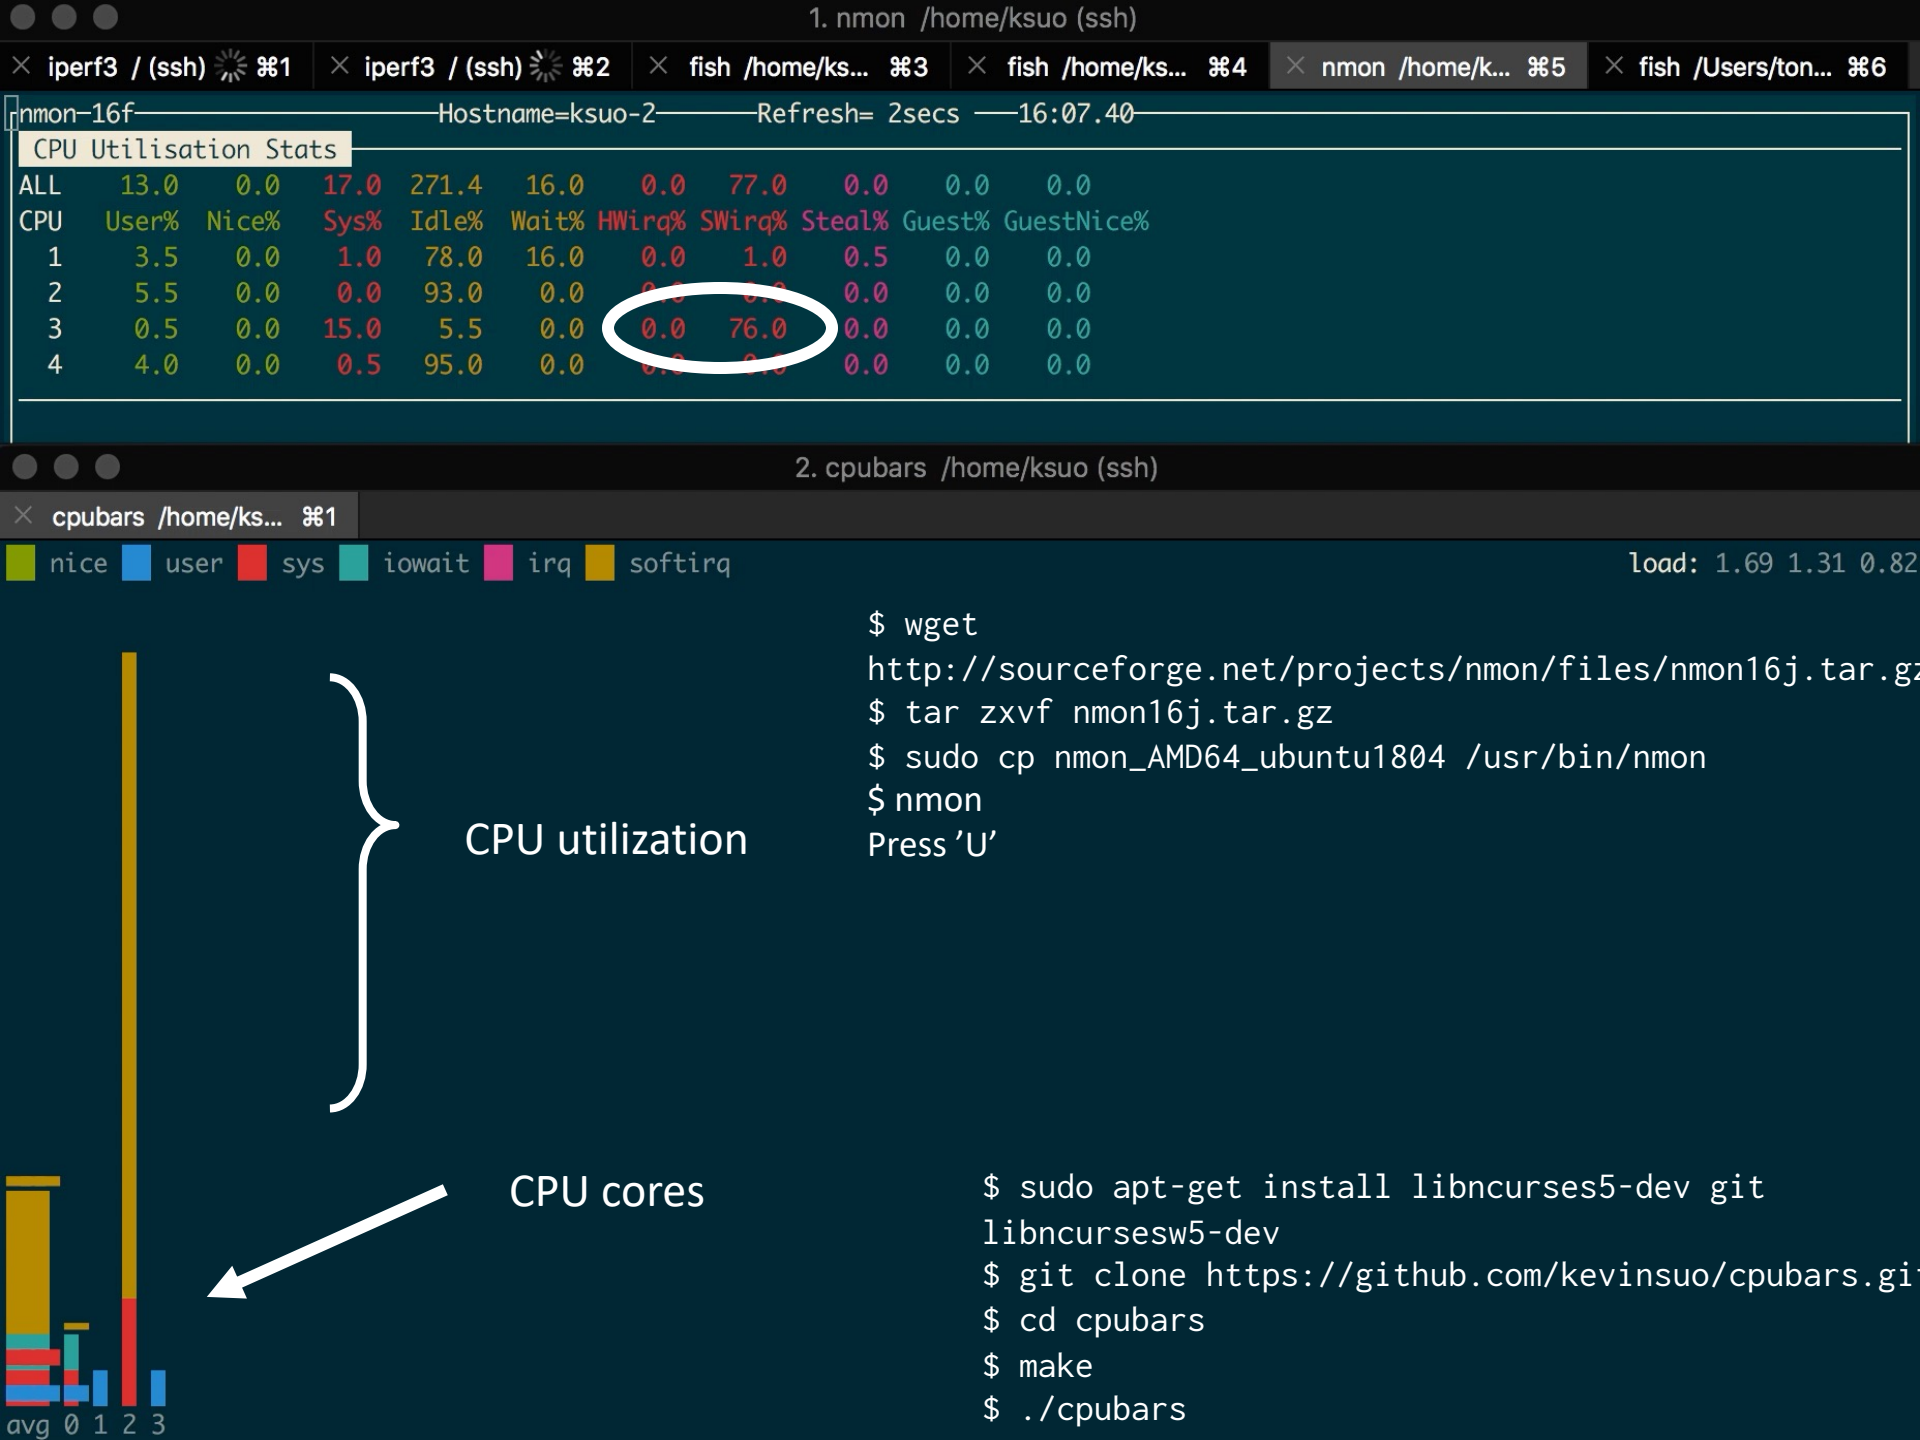 1. nmon /home/ksuo (ssh)
× iperf3 / (ssh) ⌘1 × iperf3 / (ssh) ⌘2 × fish /home/ks... ⌘3 × fish /home/ks... ⌘4 × nmon /home/k... ⌘5 × fish /Users/ton... ⌘6
nmon─16f Hostname=ksuo-2 Refresh= 2secs 16:07.40
CPU Utilisation Stats
ALL 13.0 0.0 17.0 271.4 16.0 0.0 77.0 0.0 0.0 0.0
CPU User% Nice% Sys% Idle% Wait% HWirq% SWirq% Steal% Guest% GuestNice%
1 3.5 0.0 1.0 78.0 16.0 0.0 1.0 0.5 0.0 0.0
2 5.5 0.0 0.0 93.0 0.0 0.0 0.0 0.0 0.0 0.0
3 0.5 0.0 15.0 5.5 0.0 0.0 76.0 0.0 0.0 0.0
4 4.0 0.0 0.5 95.0 0.0 0.0 0.0 0.0 0.0 0.0
2. cpubars /home/ksuo (ssh)
× cpubars /home/ks... ⌘1
nice user sys iowait irq softirq load: 1.69 1.31 0.82
$ wget
http://sourceforge.net/projects/nmon/files/nmon16j.tar.gz
$ tar zxvf nmon16j.tar.gz
$ sudo cp nmon_AMD64_ubuntu1804 /usr/bin/nmon
$ nmon
Press ’U’
CPU utilization
CPU cores
$ sudo apt-get install libncurses5-dev git
libncursesw5-dev
$ git clone https://github.com/kevinsuo/cpubars.git
$ cd cpubars
$ make
$ ./cpubars
avg 0 1 2 3